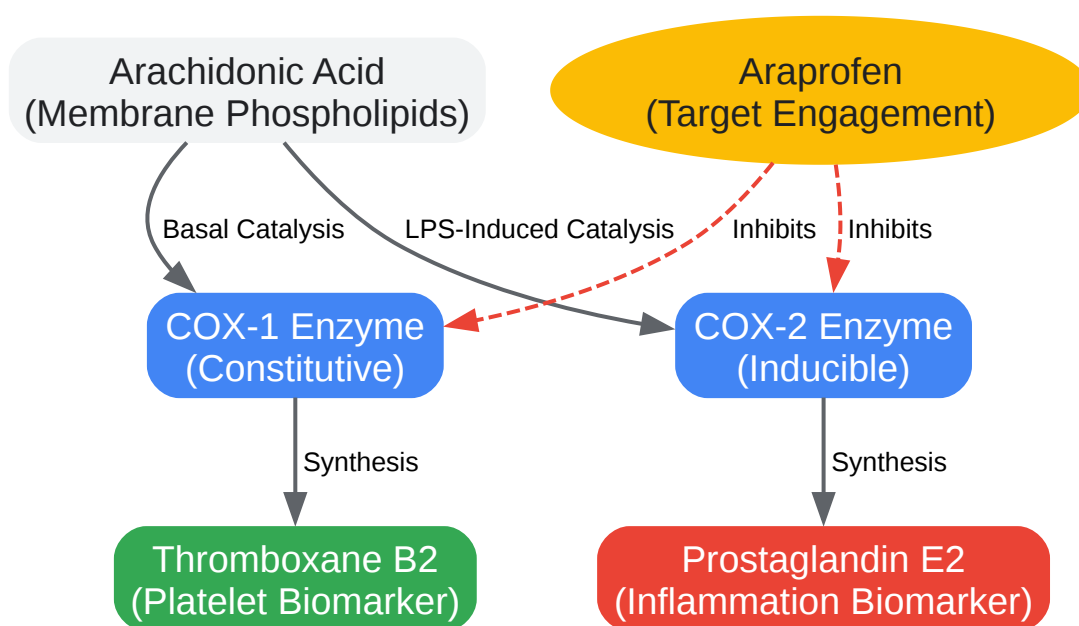 Arachidonic Acid
(Membrane Phospholipids)
Araprofen
(Target Engagement)
Basal Catalysis
LPS-Induced Catalysis
Inhibits
Inhibits
COX-1 Enzyme
(Constitutive)
COX-2 Enzyme
(Inducible)
Synthesis
Synthesis
Thromboxane B2
(Platelet Biomarker)
Prostaglandin E2
(Inflammation Biomarker)